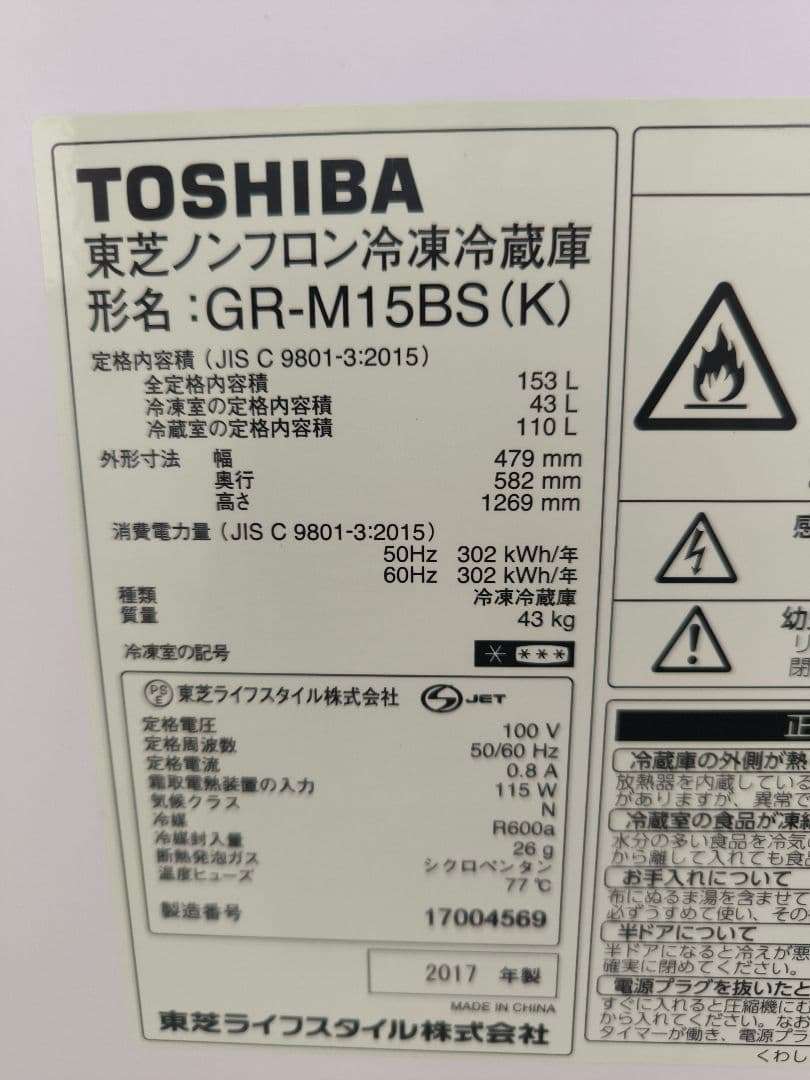 TOSHIBA
東芝ノンフロン冷凍冷蔵庫
形名：GR-M15BS(K)
定格内容積（JIS C 9801-3:2015）
全定格内容積 153 L
冷凍室の定格内容積 43 L
冷蔵室の定格内容積 110 L
外形寸法 幅 479 mm
奥行 582 mm
高さ 1269 mm
消費電力量（JIS C 9801-3:2015）
50Hz 302 kWh/年
60Hz 302 kWh/年
種類 冷凍冷蔵庫
質量 43 kg
冷凍室の記号 * ***
PSE 東芝ライフスタイル株式会社 JET
定格電圧 100 V
定格周波数 50/60 Hz
定格電流 0.8 A
霜取電熱装置の入力 115 W
気候クラス N
冷媒 R600a
冷媒封入量 26 g
断熱発泡ガス シクロペンタン
温度ヒューズ 77 ℃
製造番号 17004569
2017 年製
MADE IN CHINA
東芝ライフスタイル株式会社
感
幼
リ
閉
正
冷蔵庫の外側が熱
放熱器を内蔵している
がありますが、異常で
冷蔵室の食品が凍結
水分の多い食品を冷気の
から離して入れても食品
お手入れについて
布にぬるま湯を含ませて
必ずうすめて使い、その
半ドアについて
半ドアになると冷えが悪
確実に閉めてください。
電源プラグを抜いたと
すぐに入れると圧縮機にむ
から入れてください。なお
タイマーが働き、電源プラ
くわし